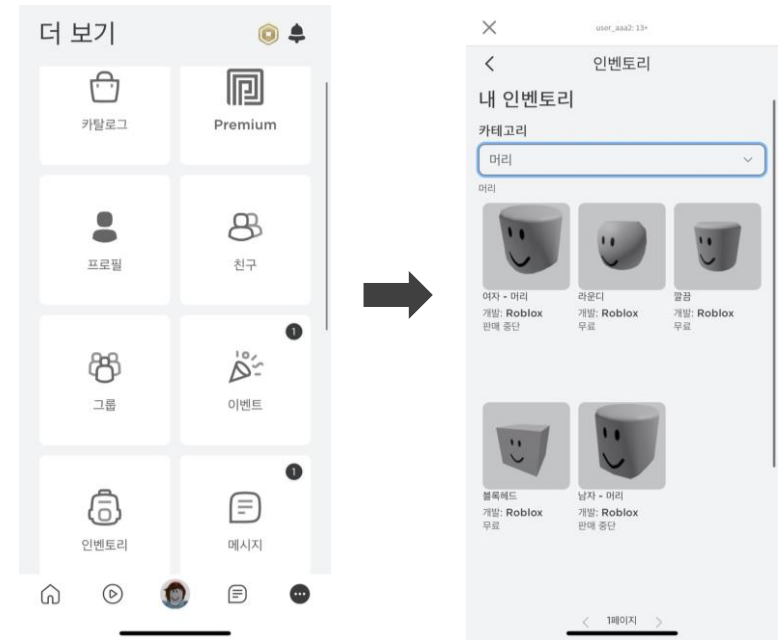 더 보기
카탈로그
Premium
프로필
친구
1
그룹
이벤트
1
인벤토리
메시지
user_aaa2: 13+
인벤토리
내 인벤토리
카테고리
머리
머리
여자 - 머리
개발: Roblox
판매 중단
라운디
개발: Roblox
무료
깔끔
개발: Roblox
무료
블록헤드
개발: Roblox
무료
남자 - 머리
개발: Roblox
판매 중단
1페이지